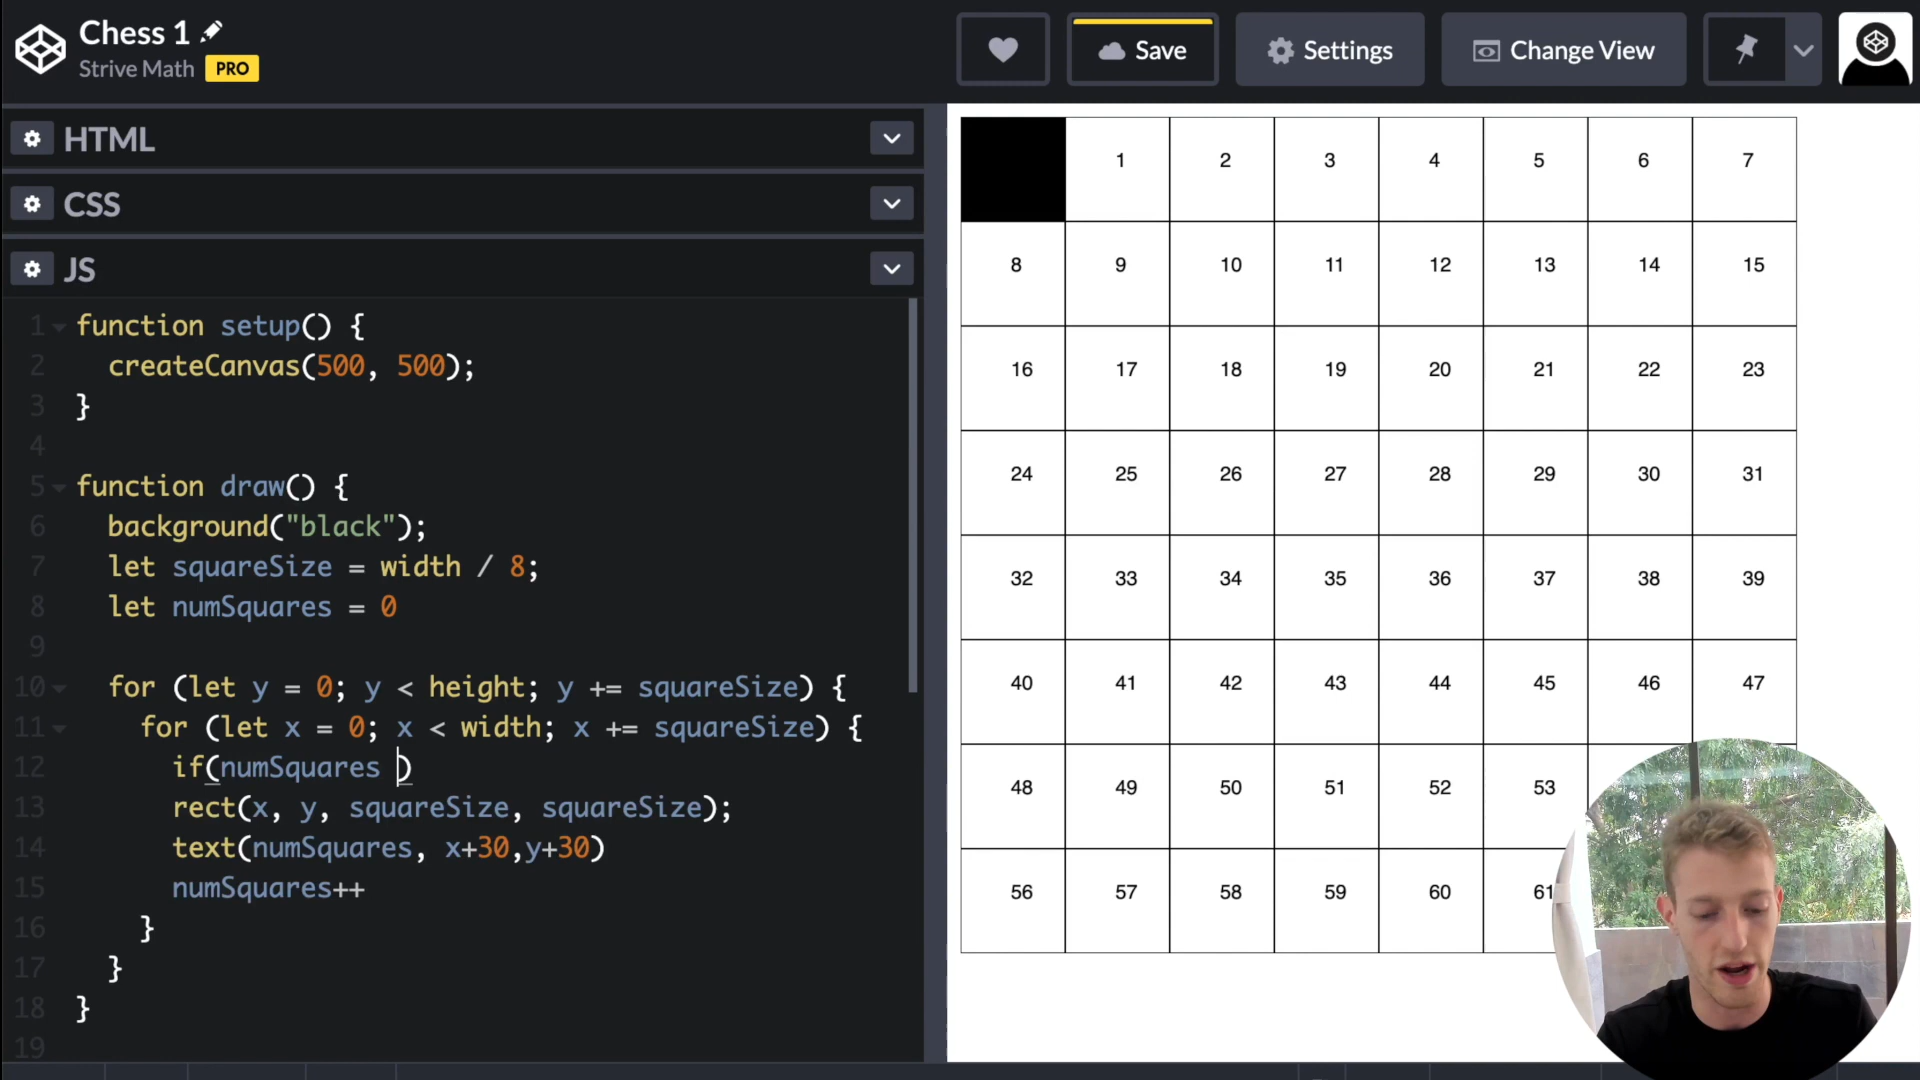 Chess 1
Strive Math PRO
Save
Settings
Change View
HTML
CSS
JS
1 function setup() {
2 createCanvas(500, 500);
3 }
4
5 function draw() {
6 background("black");
7 let squareSize = width / 8;
8 let numSquares = 0
9
10 for (let y = 0; y < height; y += squareSize) {
11 for (let x = 0; x < width; x += squareSize) {
12 if(numSquares )
13 rect(x, y, squareSize, squareSize);
14 text(numSquares, x+30,y+30)
15 numSquares++
16 }
17 }
18 }
19
1 2 3 4 5 6 7
8 9 10 11 12 13 14 15
16 17 18 19 20 21 22 23
24 25 26 27 28 29 30 31
32 33 34 35 36 37 38 39
40 41 42 43 44 45 46 47
48 49 50 51 52 53
56 57 58 59 60 61